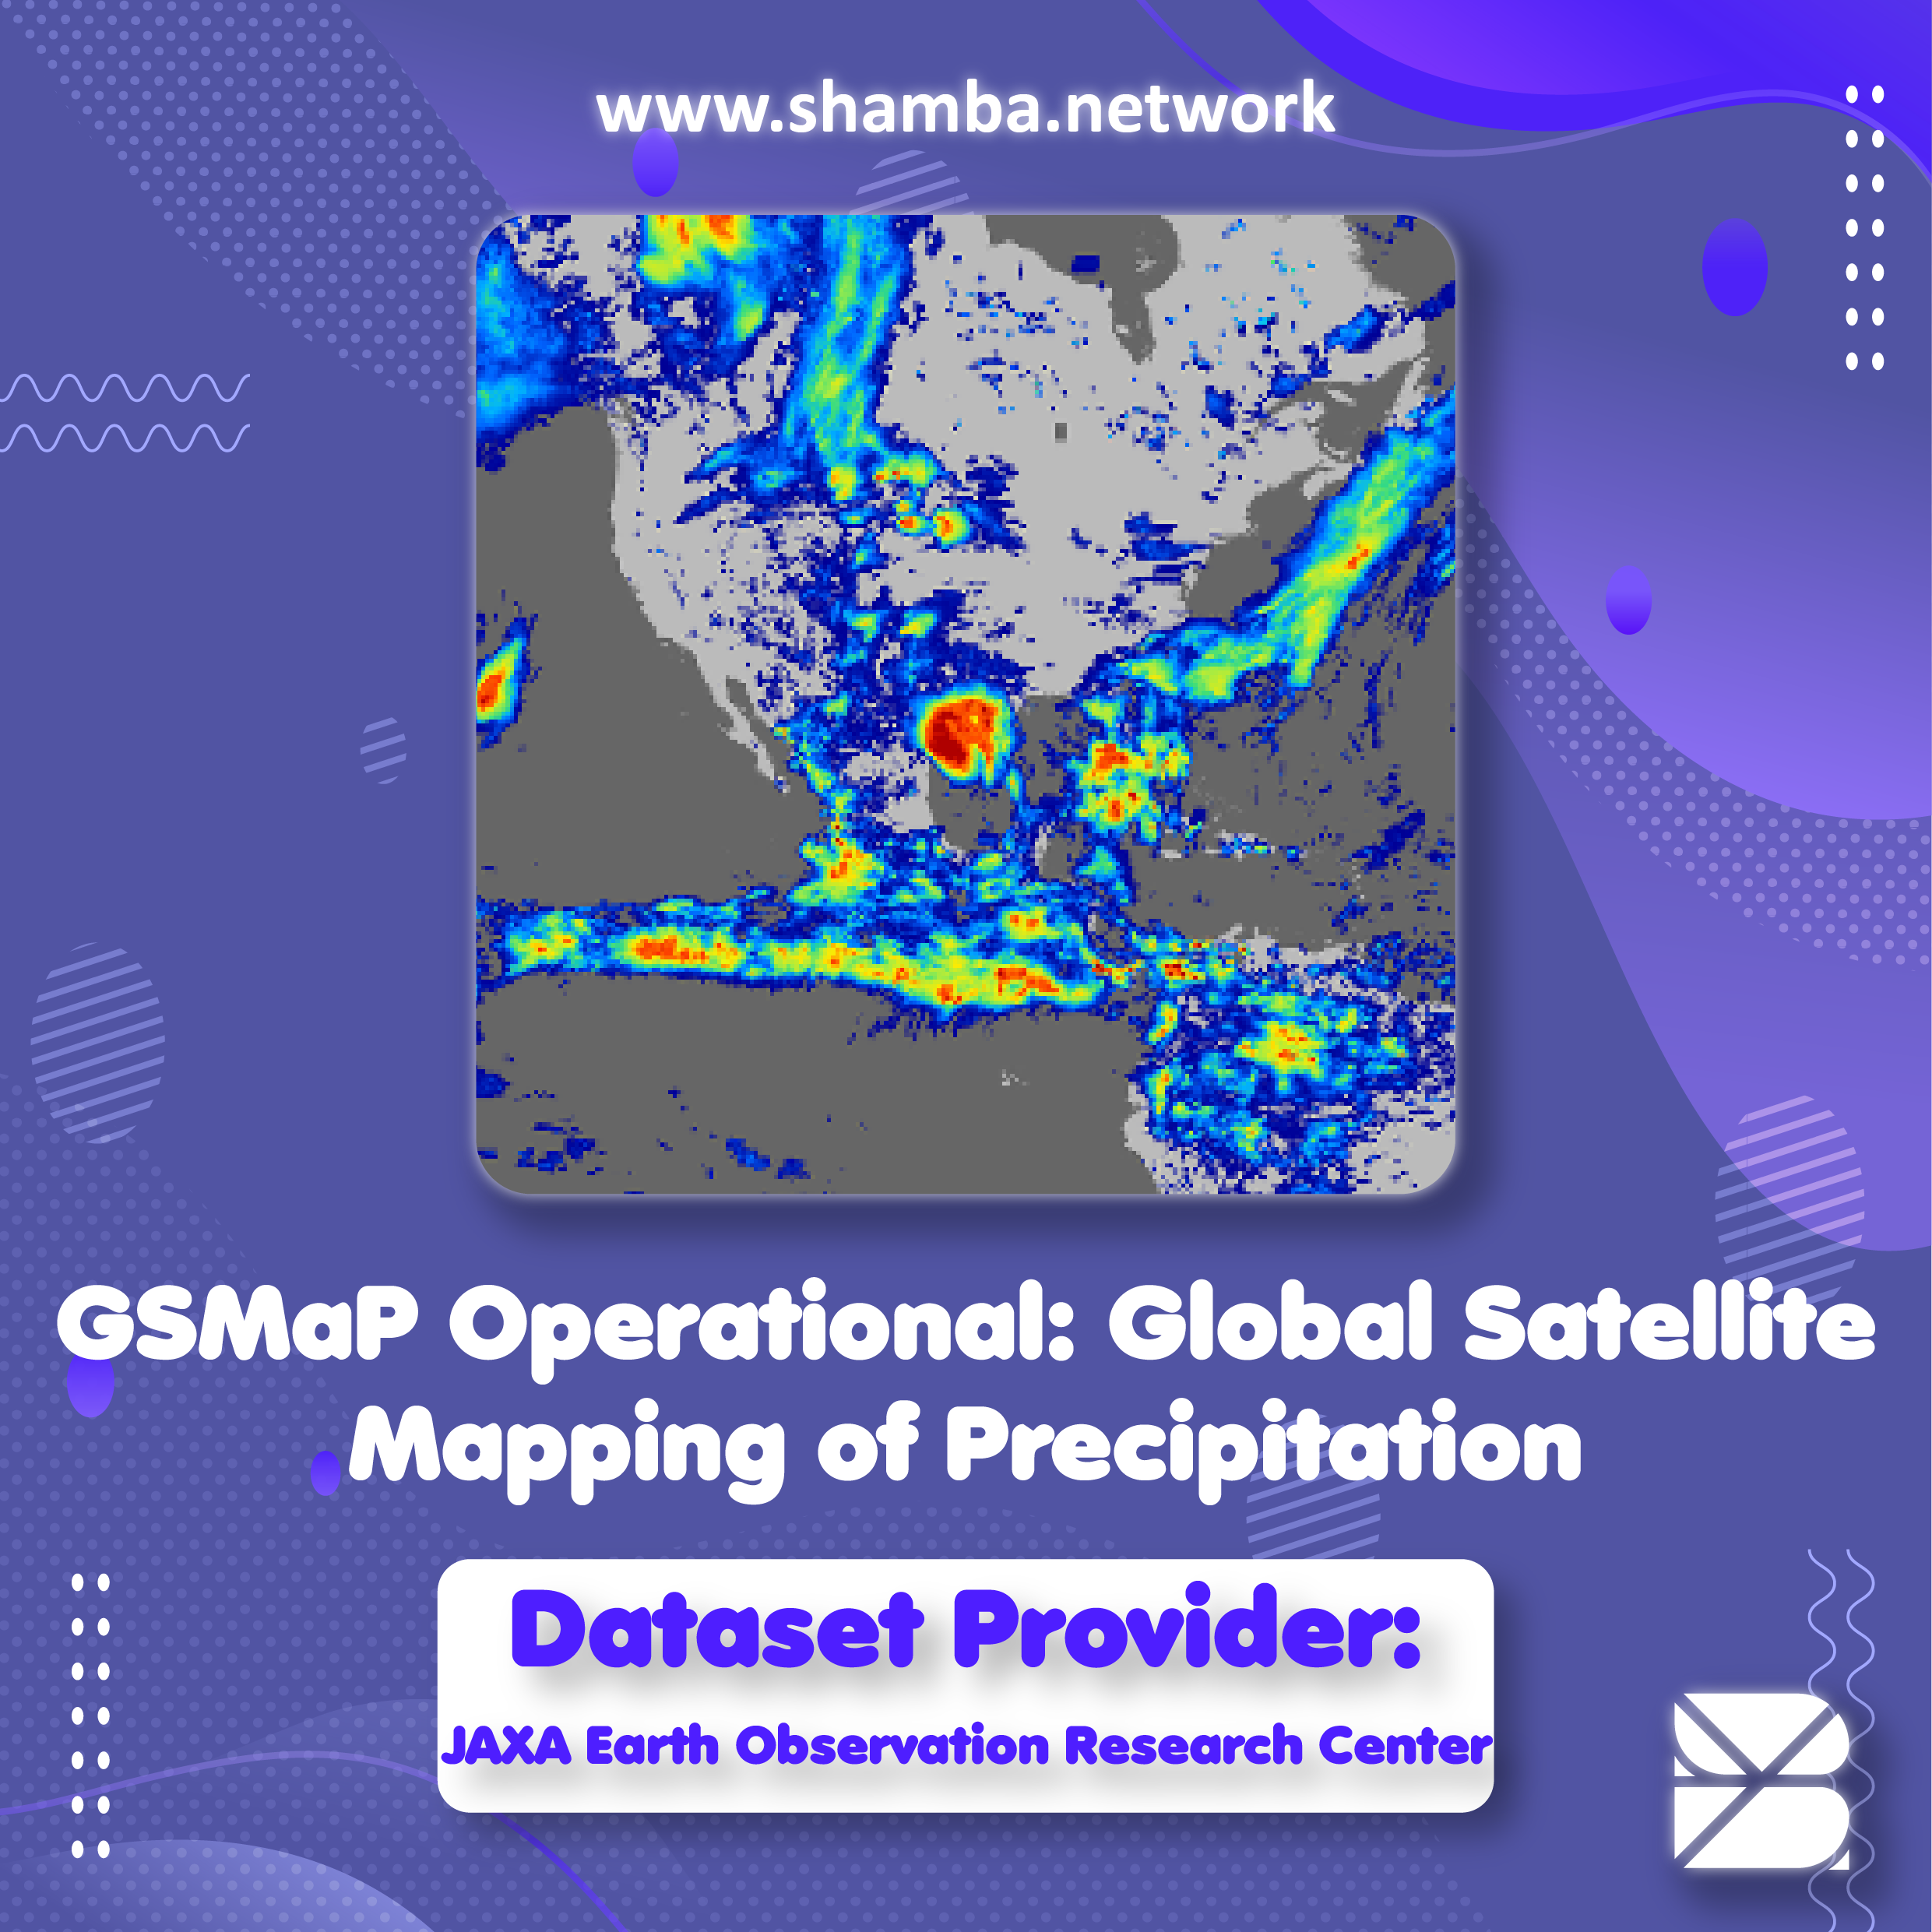 www.shamba.network
GSMaP Operational: Global Satellite
Mapping of Precipitation
Dataset Provider:
JAXA Earth Observation Research Center